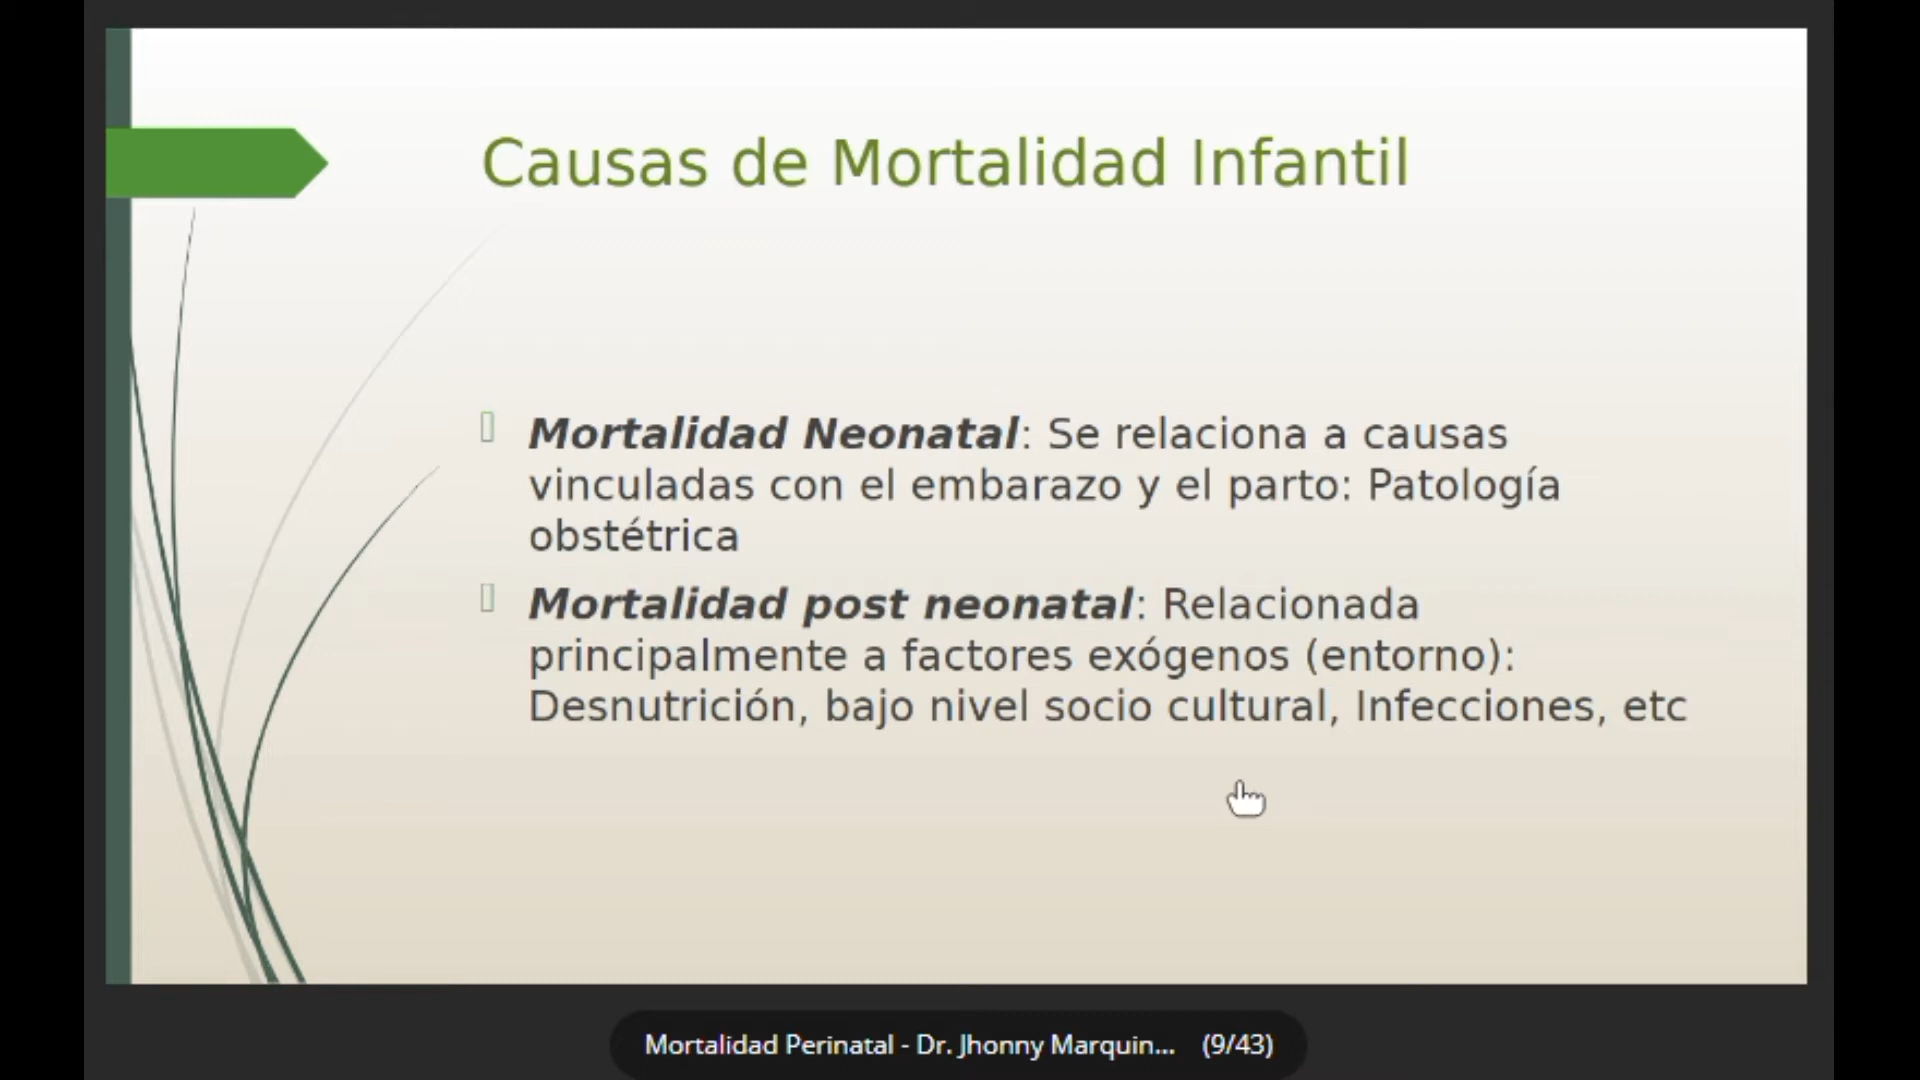 Causas de Mortalidad Infantil
Mortalidad Neonatal: Se relaciona a causas
vinculadas con el embarazo y el parto: Patología
obstétrica
Mortalidad post neonatal: Relacionada
principalmente a factores exógenos (entorno):
Desnutrición, bajo nivel socio cultural, Infecciones, etc
Mortalidad Perinatal - Dr. Jhonny Marquin... (9/43)